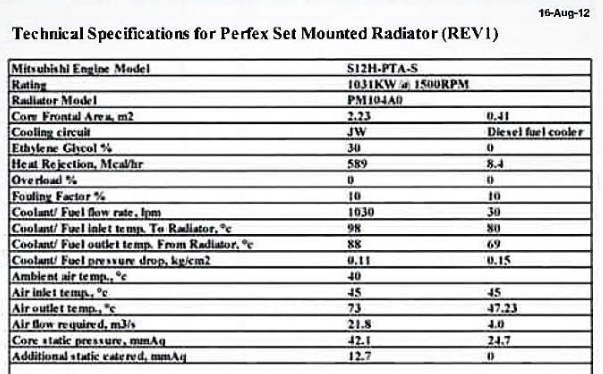 16-Aug-12
Technical Specifications for Perfex Set Mounted Radiator (REV1)
Mitsubishi Engine Model S12H-PTA-S
Rating 1031KW @ 1500RPM
Radiator Model PM104A0
Core Frontal Area, m2 2.23 0.41
Cooling circuit JW Diesel fuel cooler
Ethylene Glycol % 30 0
Heat Rejection, Mcal/hr 589 8.4
Overload % 0 0
Fouling Factor % 10 10
Coolant/ Fuel flow rate, lpm 1030 30
Coolant/ Fuel inlet temp. To Radiator, °c 98 80
Coolant/ Fuel outlet temp. From Radiator, °c 88 69
Coolant/ Fuel pressure drop, kg/cm2 0.11 0.15
Ambient air temp., °c 40
Air inlet temp., °c 45 45
Air outlet temp., °c 73 47.23
Air flow required, m3/s 21.8 4.0
Core static pressure, mmAq 42.1 24.7
Additional static catered, mmAq 12.7 0